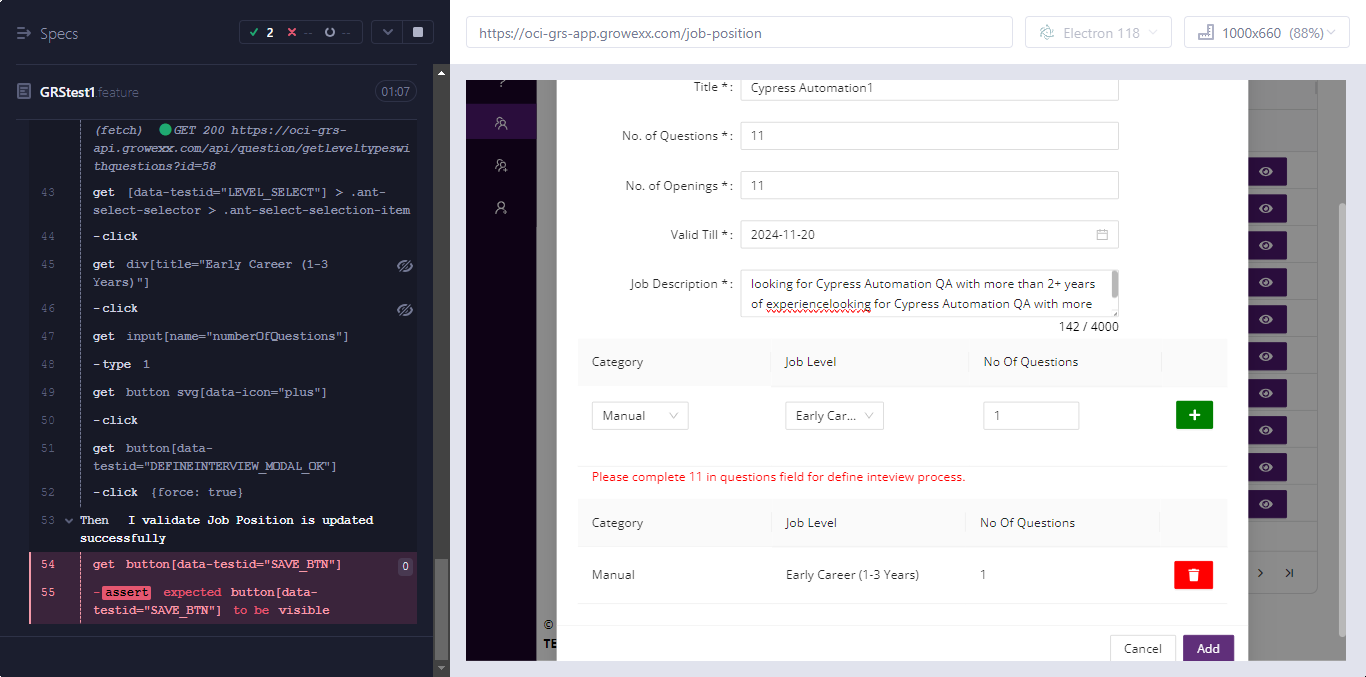 Specs
2
--
--
GRStest1 feature
01:07
(fetch) GET 200 https://oci-grs-
api.growexx.com/api/question/getleveltypeswi
thquestions?id=58
43 get [data-testid="LEVEL_SELECT"] > .ant-
select-selector > .ant-select-selection-item
44 -click
45 get div[title="Early Career (1-3
Years)"]
46 -click
47 get input[name="numberOfQuestions"]
48 -type 1
49 get button svg[data-icon="plus"]
50 -click
51 get button[data-
testid="DEFINEINTERVIEW_MODAL_OK"]
52 -click {force: true}
53 Then I validate Job Position is updated
successfully
54 get button[data-testid="SAVE_BTN"] 0
55 -assert expected button[data-
testid="SAVE_BTN"] to be visible
https://oci-grs-app.growexx.com/job-position
Electron 118
1000x660 (88%)
Title * : Cypress Automation1
No. of Questions * : 11
No. of Openings * : 11
Valid Till * : 2024-11-20
Job Description * : looking for Cypress Automation QA with more than 2+ years
of experiencelooking for Cypress Automation QA with more
142 / 4000
Category Job Level No Of Questions
Manual Early Car... 1 +
Please complete 11 in questions field for define inteview process.
Category Job Level No Of Questions
Manual Early Career (1-3 Years) 1
©
TE
Cancel Add